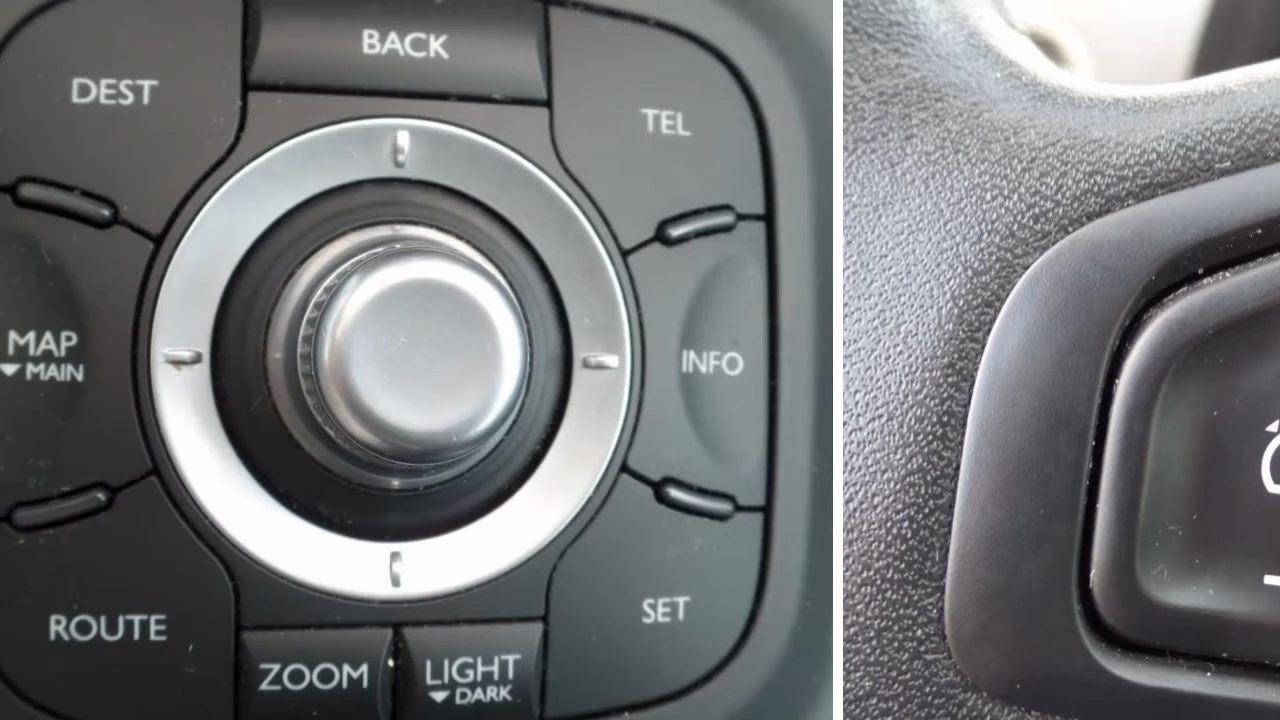 BACK
DEST
TEL
MAP
MAIN
INFO
ROUTE
SET
ZOOM
LIGHT
DARK